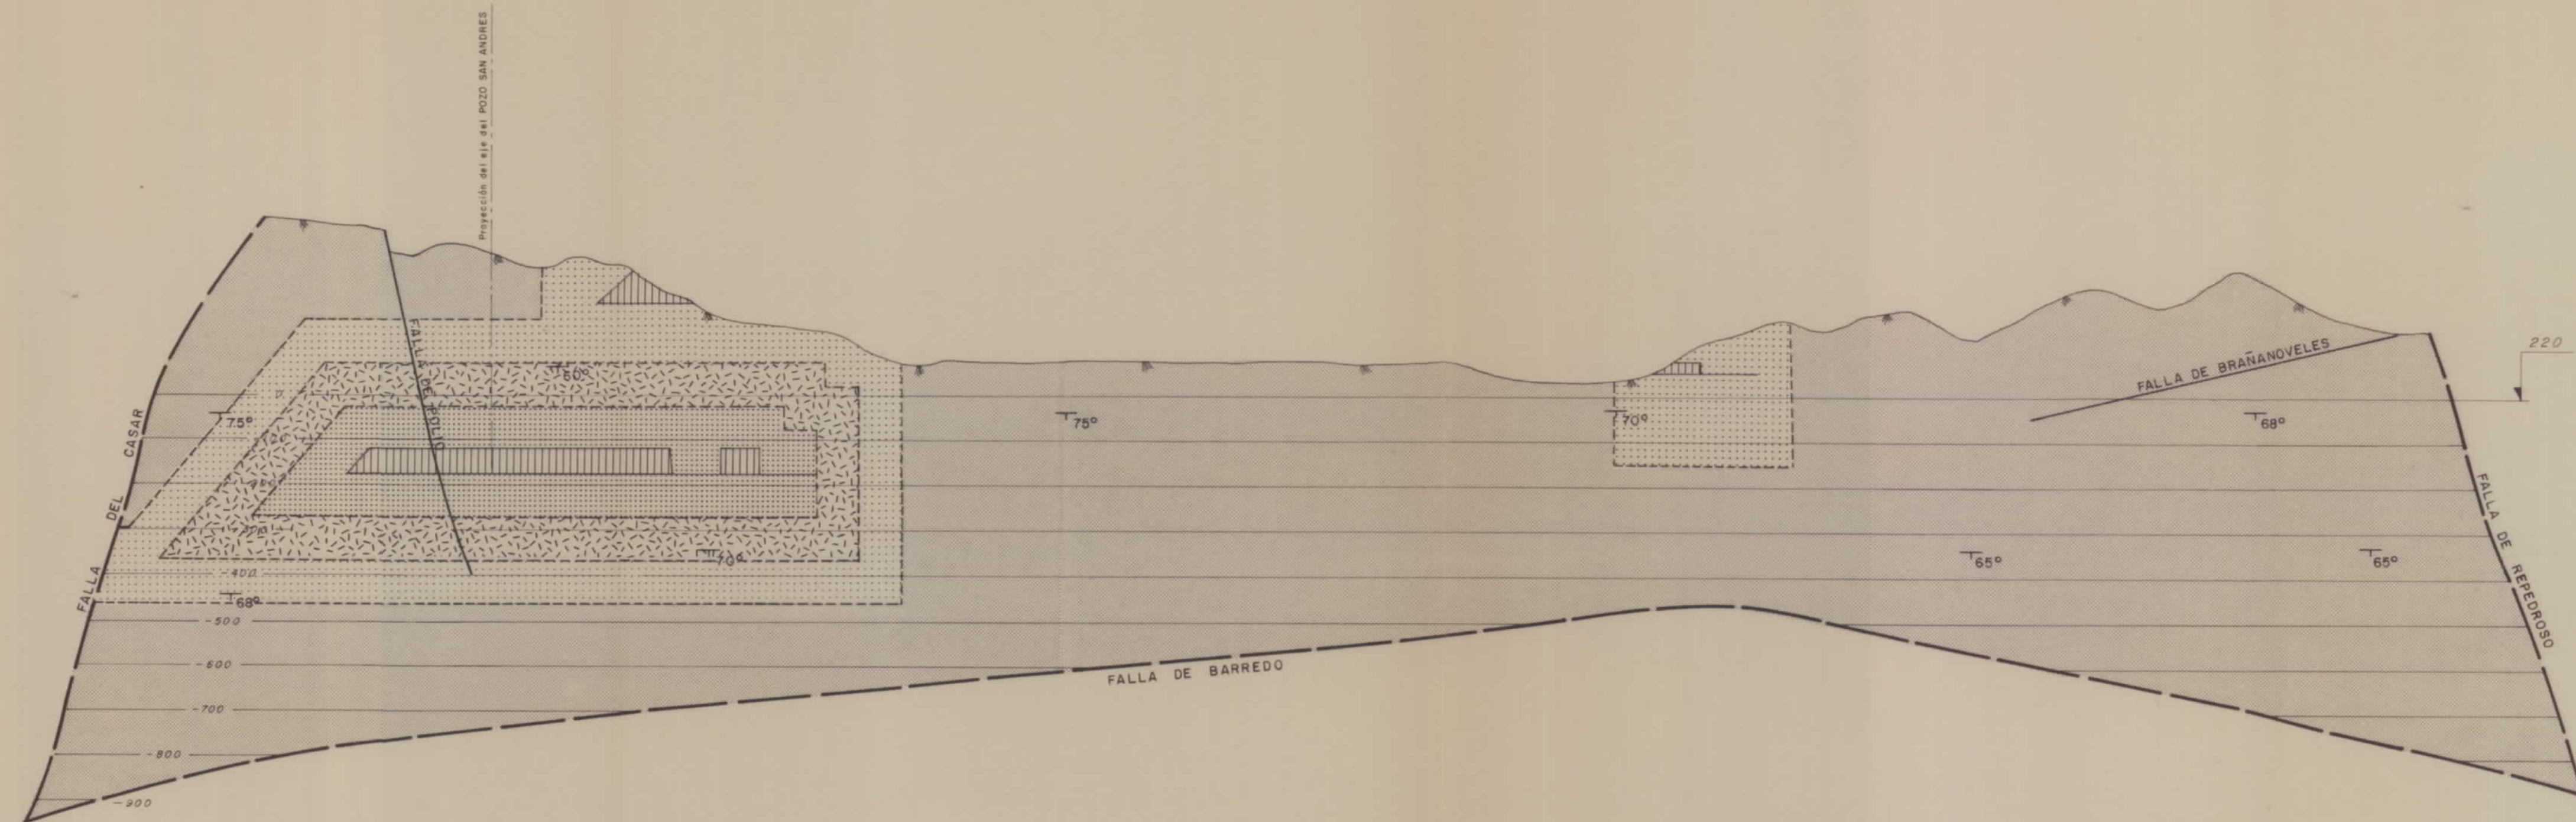 Proyección del eje del POZO SAN ANDRES
FALLA DEL CASAR
FALLA DE POLIO
60°
75°
75°
70°
68°
220
FALLA DE BRAÑANOVELES
0
70°
65°
65°
68°
-400
-500
-600
-700
-800
-900
FALLA DE BARREDO
FALLA DE REPEDROSO